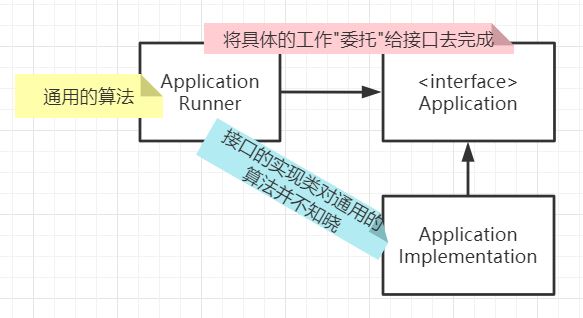 将具体的工作"委托"给接口去完成
通用的算法
Application
Runner
<interface>
Application
接口的实现类对通用的
算法并不知晓
Application
Implementation